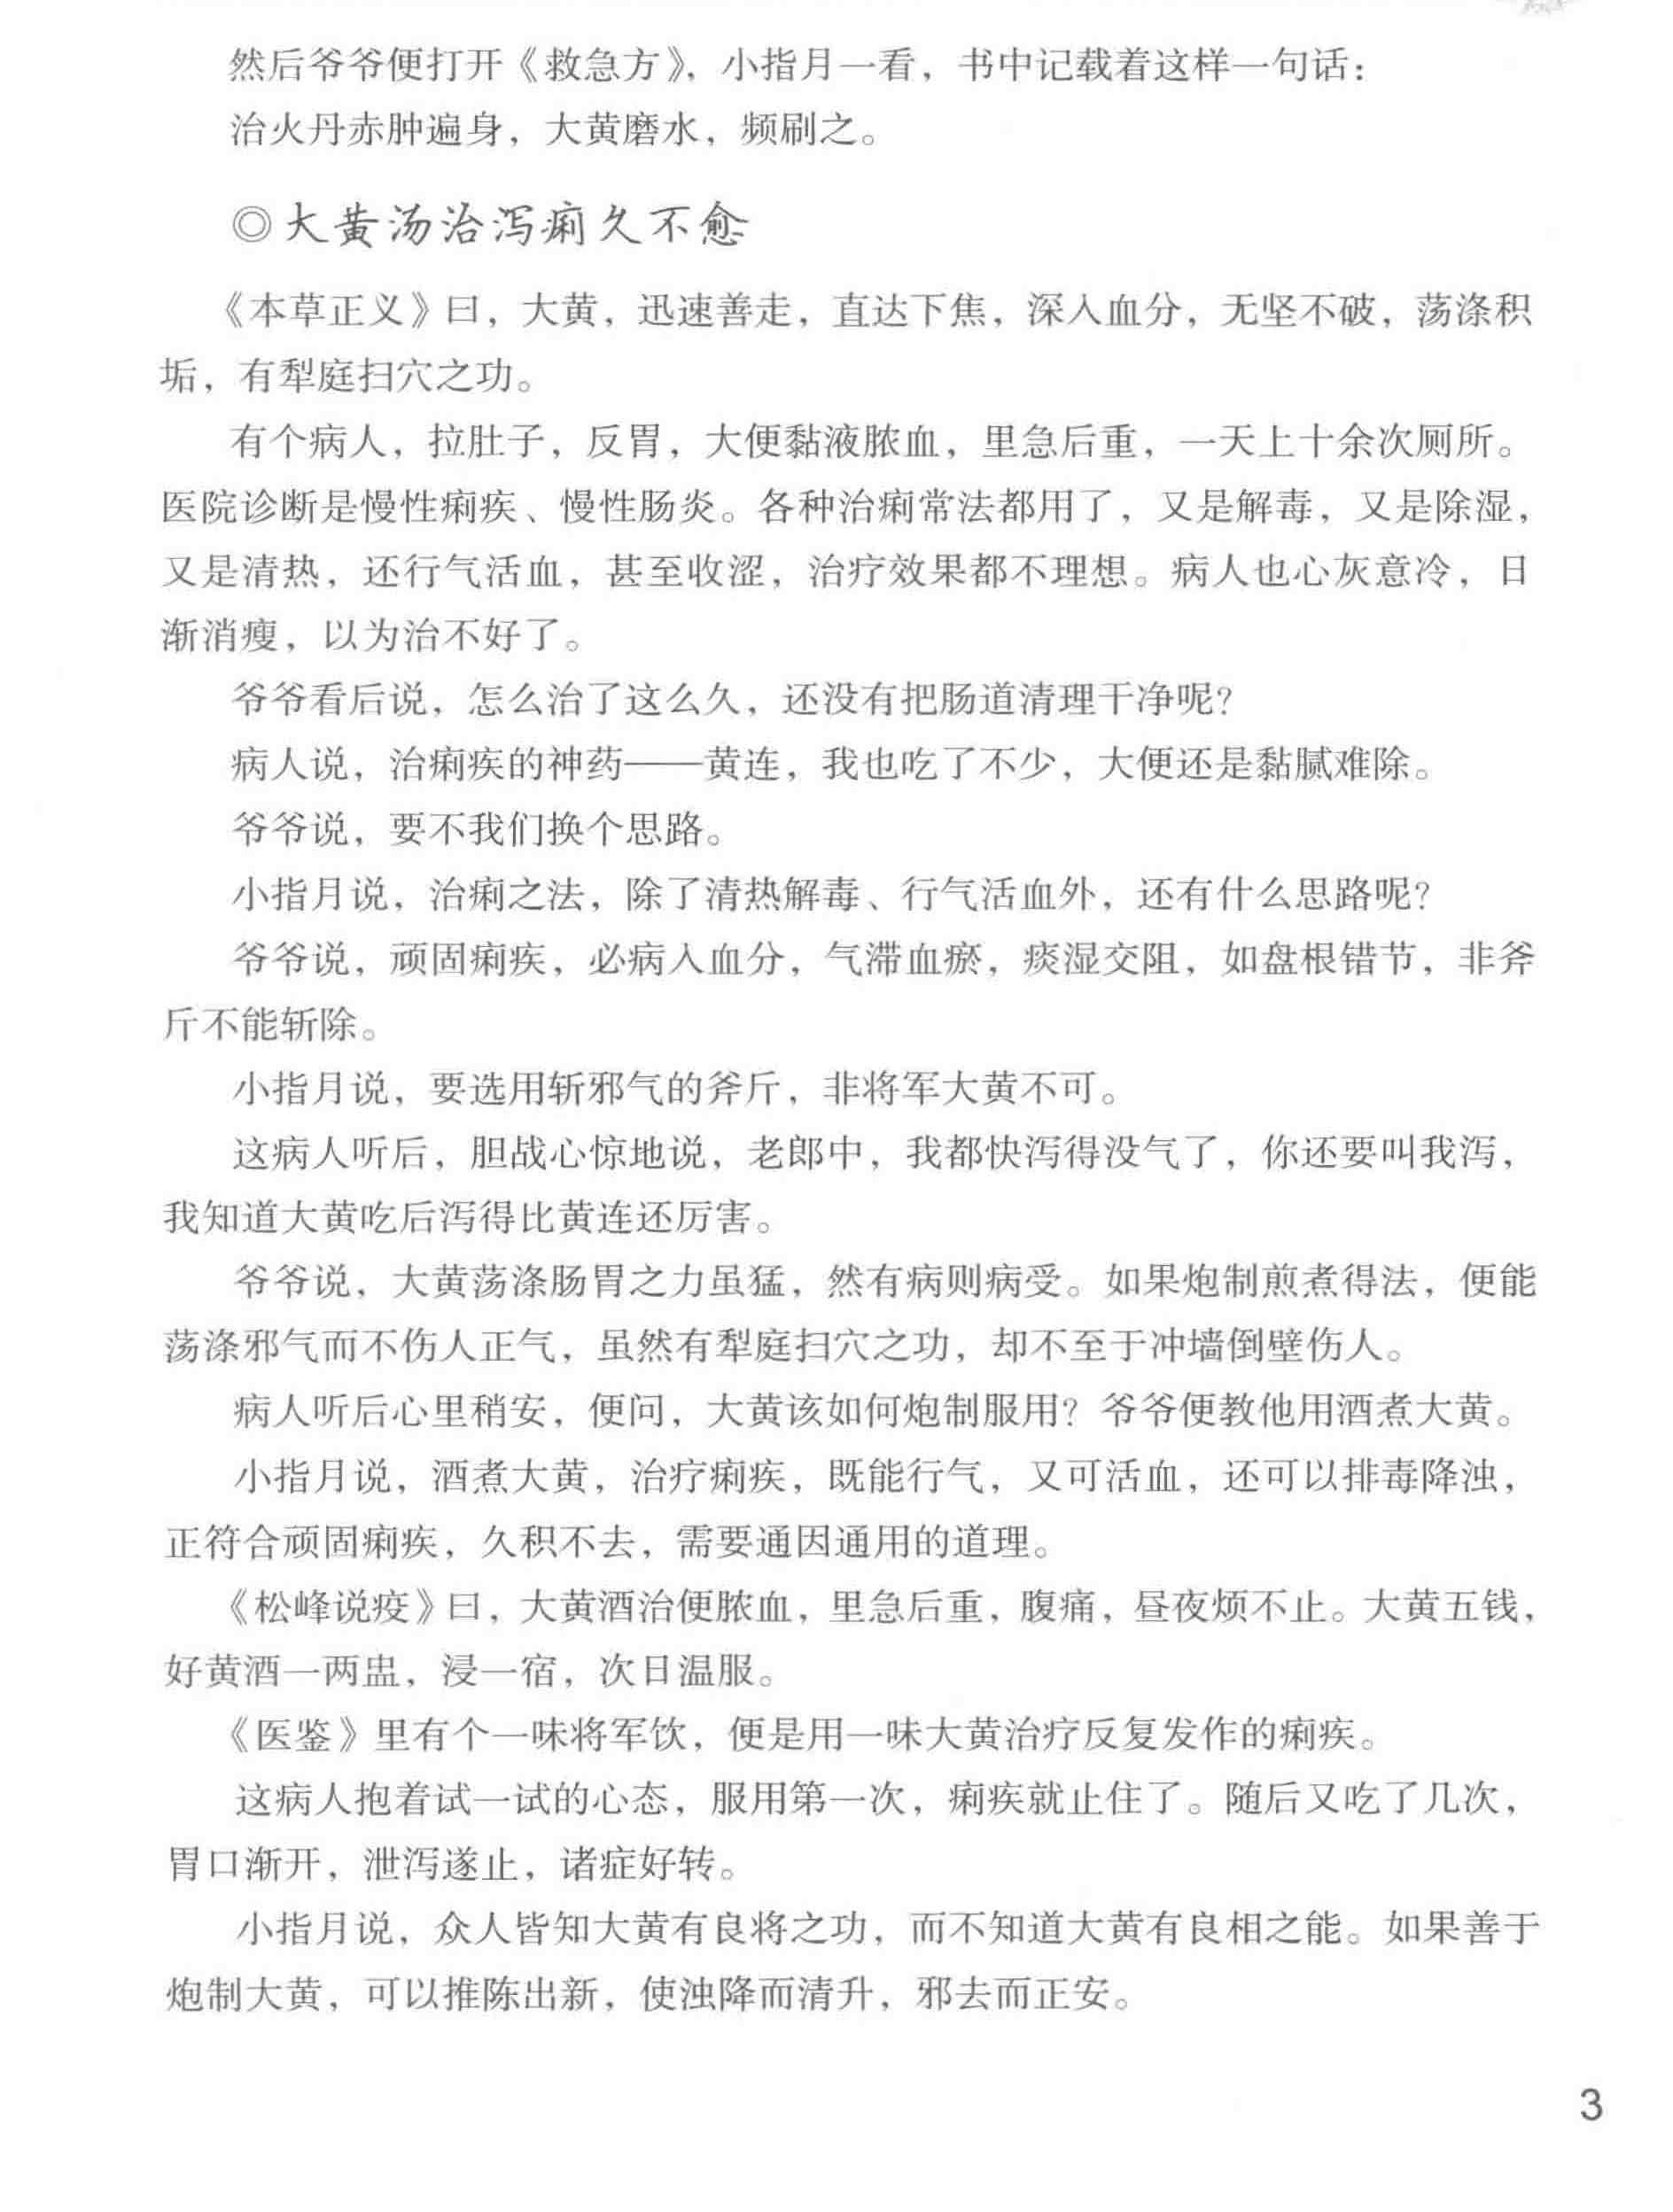 然后爷爷便打开《救急方》，小指月一看，书中记载着这样一句话：
治火丹赤肿遍身，大黄磨水，频刷之。
◎大黄汤治泻痢久不愈
《本草正义》曰，大黄，迅速善走，直达下焦，深入血分，无坚不破，荡涤积
垢，有犁庭扫穴之功。
有个病人，拉肚子，反胃，大便黏液脓血，里急后重，一天上十余次厕所。
医院诊断是慢性痢疾、慢性肠炎。各种治痢常法都用了，又是解毒，又是除湿，
又是清热，还行气活血，甚至收涩，治疗效果都不理想。病人也心灰意冷，日
渐消瘦，以为治不好了。
爷爷看后说，怎么治了这么久，还没有把肠道清理干净呢？
病人说，治痢疾的神药——黄连，我也吃了不少，大便还是黏腻难除。
爷爷说，要不我们换个思路。
小指月说，治痢之法，除了清热解毒、行气活血外，还有什么思路呢？
爷爷说，顽固痢疾，必病入血分，气滞血瘀，痰湿交阻，如盘根错节，非斧
斤不能斩除。
小指月说，要选用斩邪气的斧斤，非将军大黄不可。
这病人听后，胆战心惊地说，老郎中，我都快泻得没气了，你还要叫我泻，
我知道大黄吃后泻得比黄连还厉害。
爷爷说，大黄荡涤肠胃之力虽猛，然有病则病受。如果炮制煎煮得法，便能
荡涤邪气而不伤人正气，虽然有犁庭扫穴之功，却不至于冲墙倒壁伤人。
病人听后心里稍安，便问，大黄该如何炮制服用？爷爷便教他用酒煮大黄。
小指月说，酒煮大黄，治疗痢疾，既能行气，又可活血，还可以排毒降浊，
正符合顽固痢疾，久积不去，需要通因通用的道理。
《松峰说疫》曰，大黄酒治便脓血，里急后重，腹痛，昼夜烦不止。大黄五钱，
好黄酒一两盅，浸一宿，次日温服。
《医鉴》里有个一味将军饮，便是用一味大黄治疗反复发作的痢疾。
这病人抱着试一试的心态，服用第一次，痢疾就止住了。随后又吃了几次，
胃口渐开，泄泻遂止，诸症好转。
小指月说，众人皆知大黄有良将之功，而不知道大黄有良相之能。如果善于
炮制大黄，可以推陈出新，使浊降而清升，邪去而正安。
3